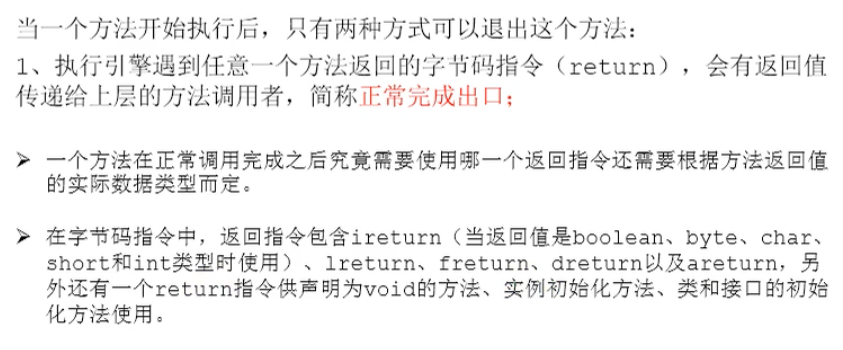 当一个方法开始执行后，只有两种方式可以退出这个方法：
1、执行引擎遇到任意一个方法返回的字节码指令（return），会有返回值
传递给上层的方法调用者，简称正常完成出口；
➢ 一个方法在正常调用完成之后究竟需要使用哪一个返回指令还需要根据方法返回值
的实际数据类型而定。
➢ 在字节码指令中，返回指令包含ireturn（当返回值是boolean、byte、char、
short和int类型时使用）、lreturn、freturn、dreturn以及areturn，另
外还有一个return指令供声明为void的方法、实例初始化方法、类和接口的初始
化方法使用。